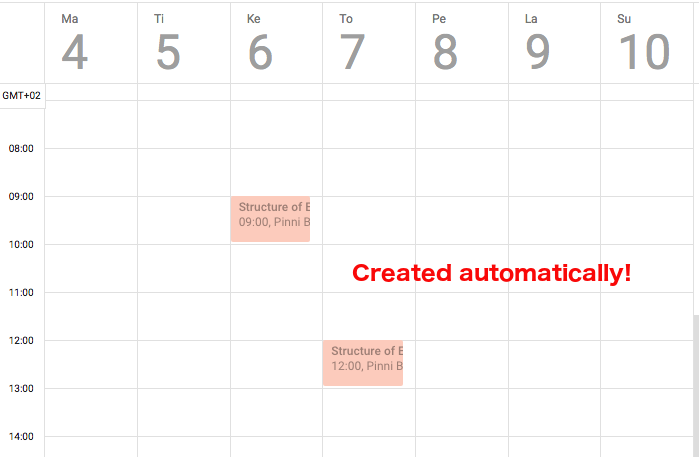 Ma Ti Ke To Pe La Su
4 5 6 7 8 9 10
GMT+02
08:00
09:00
Structure of E
09:00, Pinni B
10:00
Created automatically!
11:00
12:00
Structure of E
12:00, Pinni B
13:00
14:00